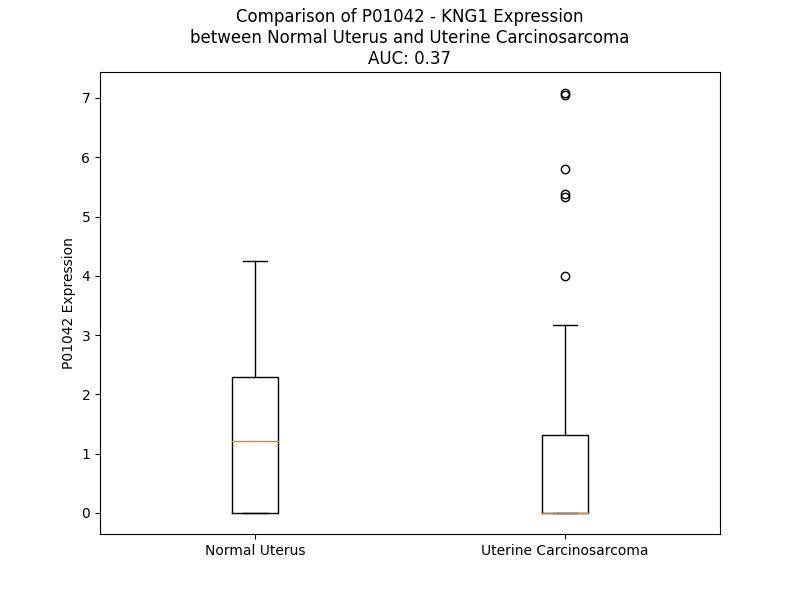 Comparison of P01042 - KNG1 Expression
between Normal Uterus and Uterine Carcinosarcoma
AUC: 0.37
7
6
5
4
3
2
1
0
P01042 Expression
Normal Uterus
Uterine Carcinosarcoma